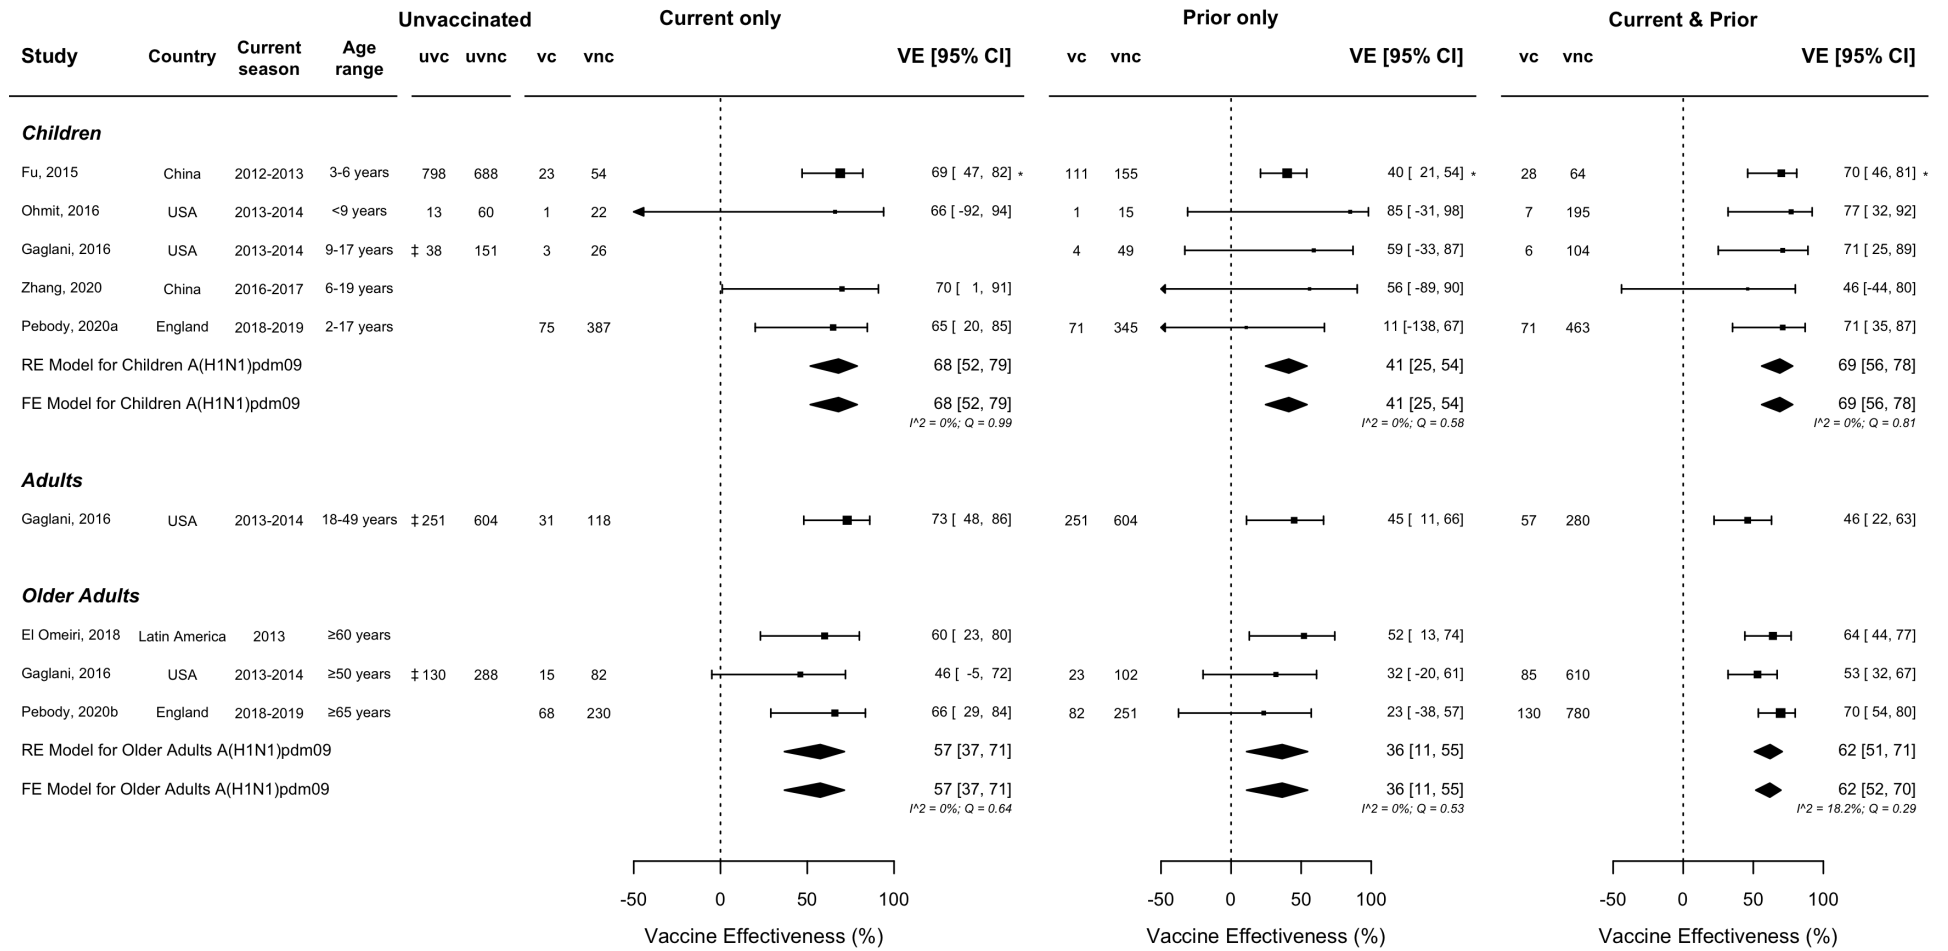 Unvaccinated Current only Prior only Current & Prior
Study Country Current season Age range uvc uvnc vc vnc VE [95% CI] vc vnc VE [95% CI] vc vnc VE [95% CI]
Children
Fu, 2015 China 2012-2013 3-6 years 798 688 23 54 69 [ 47, 82] * 111 155 40 [ 21, 54] * 28 64 70 [ 46, 81] *
Ohmit, 2016 USA 2013-2014 <9 years 13 60 1 22 66 [ -92, 94] 1 15 85 [ -31, 98] 7 195 77 [ 32, 92]
Gaglani, 2016 USA 2013-2014 9-17 years ‡ 38 151 3 26 4 49 59 [ -33, 87] 6 104 71 [ 25, 89]
Zhang, 2020 China 2016-2017 6-19 years 70 [ 1, 91] 56 [ -89, 90] 46 [-44, 80]
Pebody, 2020a England 2018-2019 2-17 years 75 387 65 [ 20, 85] 71 345 11 [-138, 67] 71 463 71 [ 35, 87]
RE Model for Children A(H1N1)pdm09 68 [52, 79] 41 [25, 54] 69 [56, 78]
FE Model for Children A(H1N1)pdm09 68 [52, 79] 41 [25, 54] 69 [56, 78]
I^2 = 0%; Q = 0.99 I^2 = 0%; Q = 0.58 I^2 = 0%; Q = 0.81
Adults
Gaglani, 2016 USA 2013-2014 18-49 years ‡ 251 604 31 118 73 [ 48, 86] 251 604 45 [ 11, 66] 57 280 46 [ 22, 63]
Older Adults
El Omeiri, 2018 Latin America 2013 ≥60 years 60 [ 23, 80] 52 [ 13, 74] 64 [ 44, 77]
Gaglani, 2016 USA 2013-2014 ≥50 years ‡ 130 288 15 82 46 [ -5, 72] 23 102 32 [ -20, 61] 85 610 53 [ 32, 67]
Pebody, 2020b England 2018-2019 ≥65 years 68 230 66 [ 29, 84] 82 251 23 [ -38, 57] 130 780 70 [ 54, 80]
RE Model for Older Adults A(H1N1)pdm09 57 [37, 71] 36 [11, 55] 62 [51, 71]
FE Model for Older Adults A(H1N1)pdm09 57 [37, 71] 36 [11, 55] 62 [52, 70]
I^2 = 0%; Q = 0.64 I^2 = 0%; Q = 0.53 I^2 = 18.2%; Q = 0.29
-50 0 50 100 -50 0 50 100 -50 0 50 100
Vaccine Effectiveness (%) Vaccine Effectiveness (%) Vaccine Effectiveness (%)